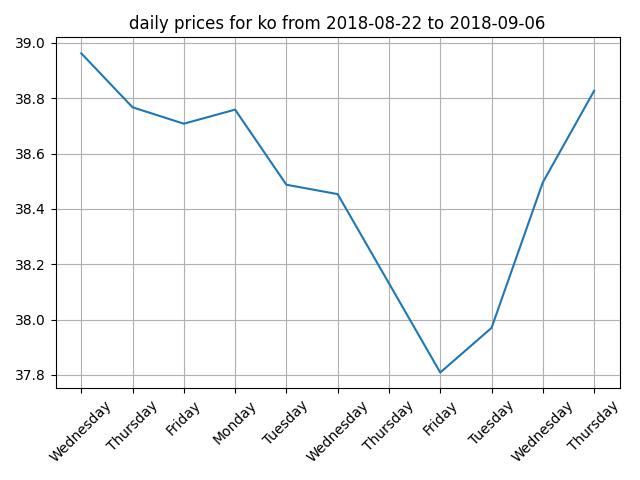 daily prices for ko from 2018-08-22 to 2018-09-06
39.0
38.8
38.6
38.4
38.2
38.0
37.8
Wednesday
Thursday
Friday
Monday
Tuesday
Wednesday
Thursday
Friday
Tuesday
Wednesday
Thursday